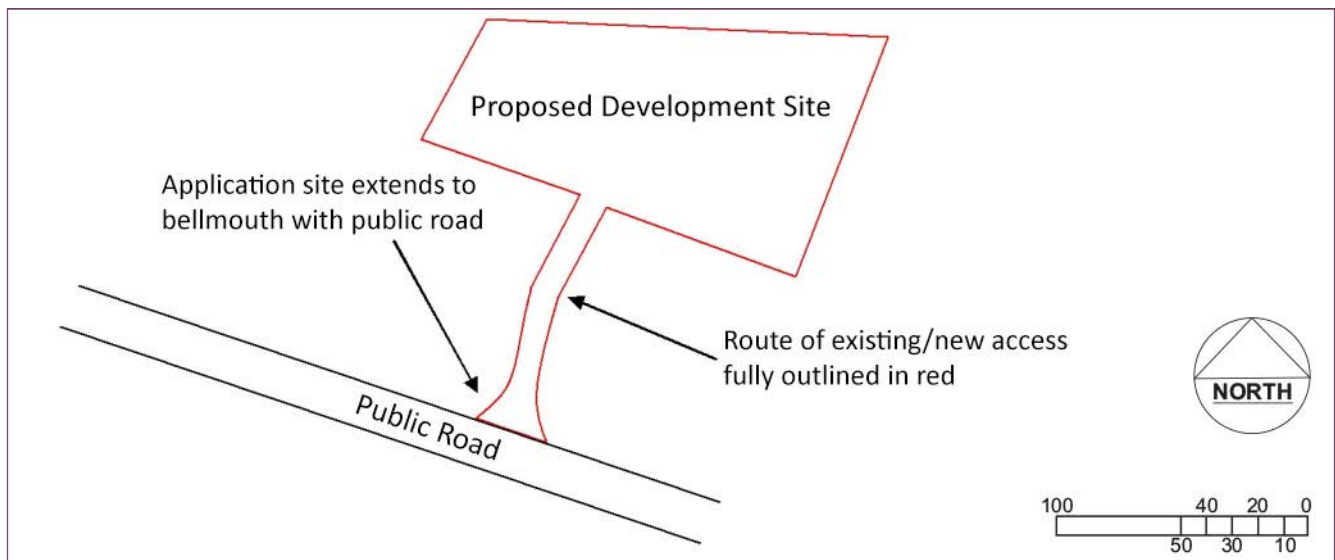 Proposed Development Site
Application site extends to
bellmouth with public road
Route of existing/new access
fully outlined in red
Public Road
NORTH
100 40 20 0
50 30 10